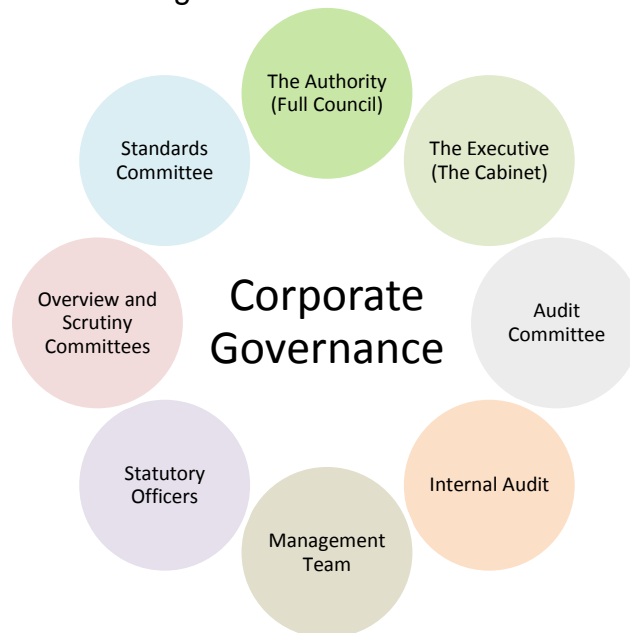 The Authority
(Full Council)
The Executive
(The Cabinet)
Audit
Committee
Internal Audit
Management
Team
Statutory
Officers
Overview and
Scrutiny
Committees
Standards
Committee
Corporate
Governance